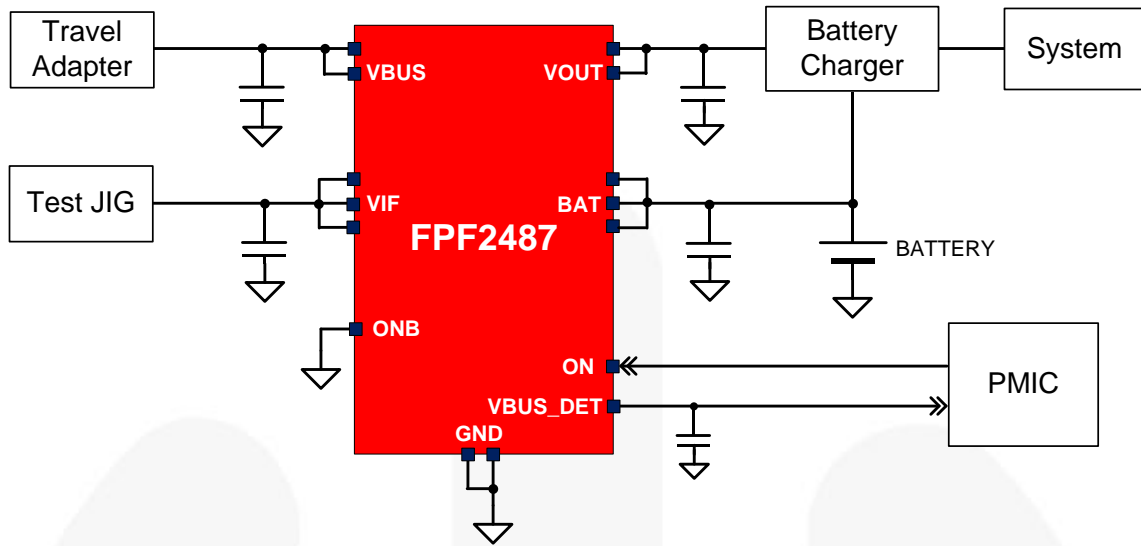 Travel
Adapter
VBUS
VOUT
Battery
Charger
System
Test JIG
VIF
BAT
FPF2487
BATTERY
ONB
ON
PMIC
VBUS_DET
GND